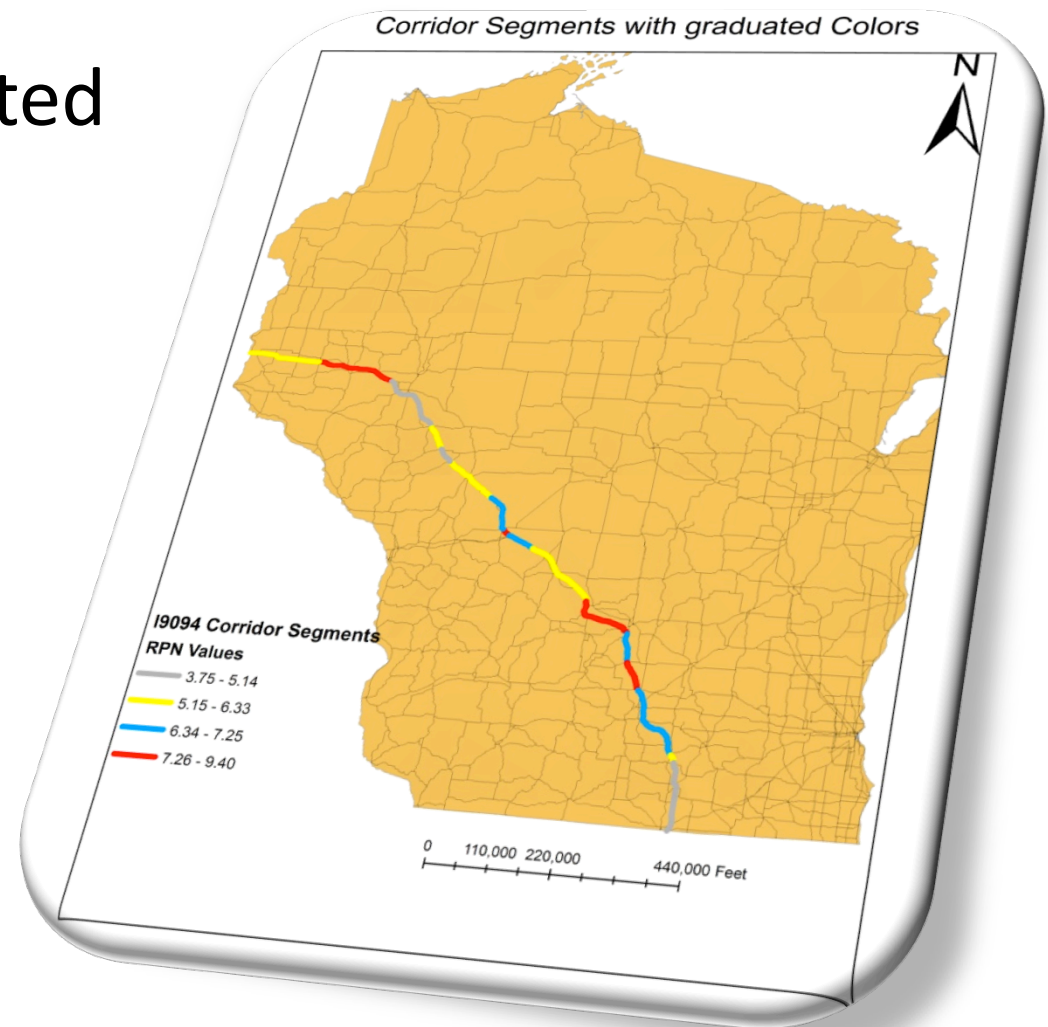 Corridor Segments with graduated Colors
ted
N
I9094 Corridor Segments
RPN Values
3.75 - 5.14
5.15 - 6.33
6.34 - 7.25
7.26 - 9.40
0 110,000 220,000 440,000 Feet